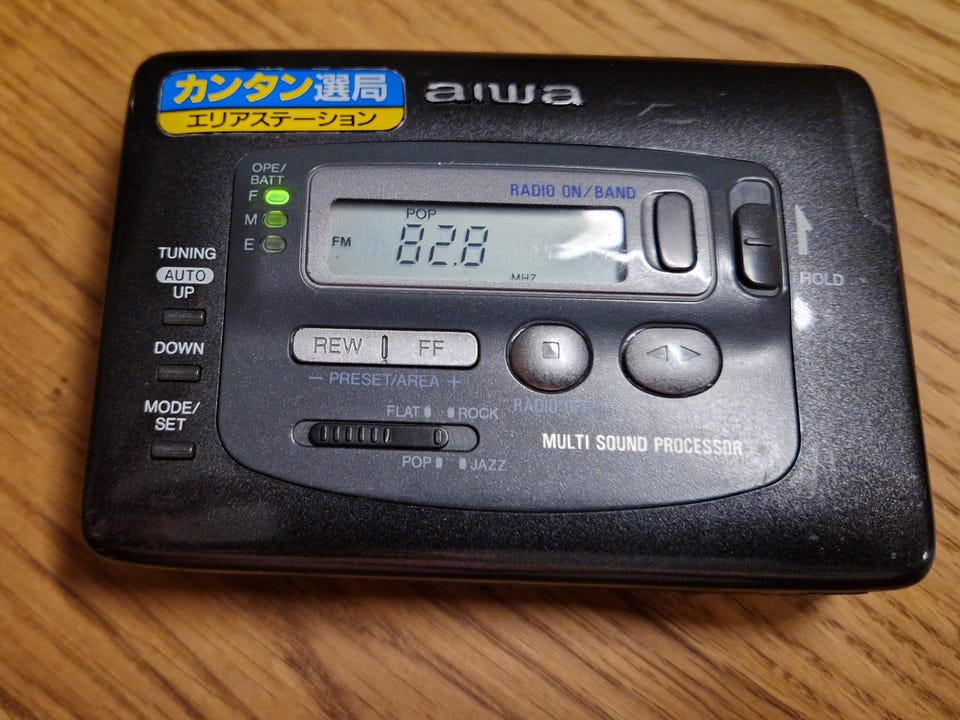 カンタン選局
エリアステーション
aiwa
OPE/
BATT
F
M
E
RADIO ON/BAND
POP
FM
82.8
MHZ
HOLD
TUNING
AUTO
UP
DOWN
MODE/
SET
REW
FF
− PRESET/AREA +
RADIO OFF
FLAT
ROCK
POP
JAZZ
MULTI SOUND PROCESSOR